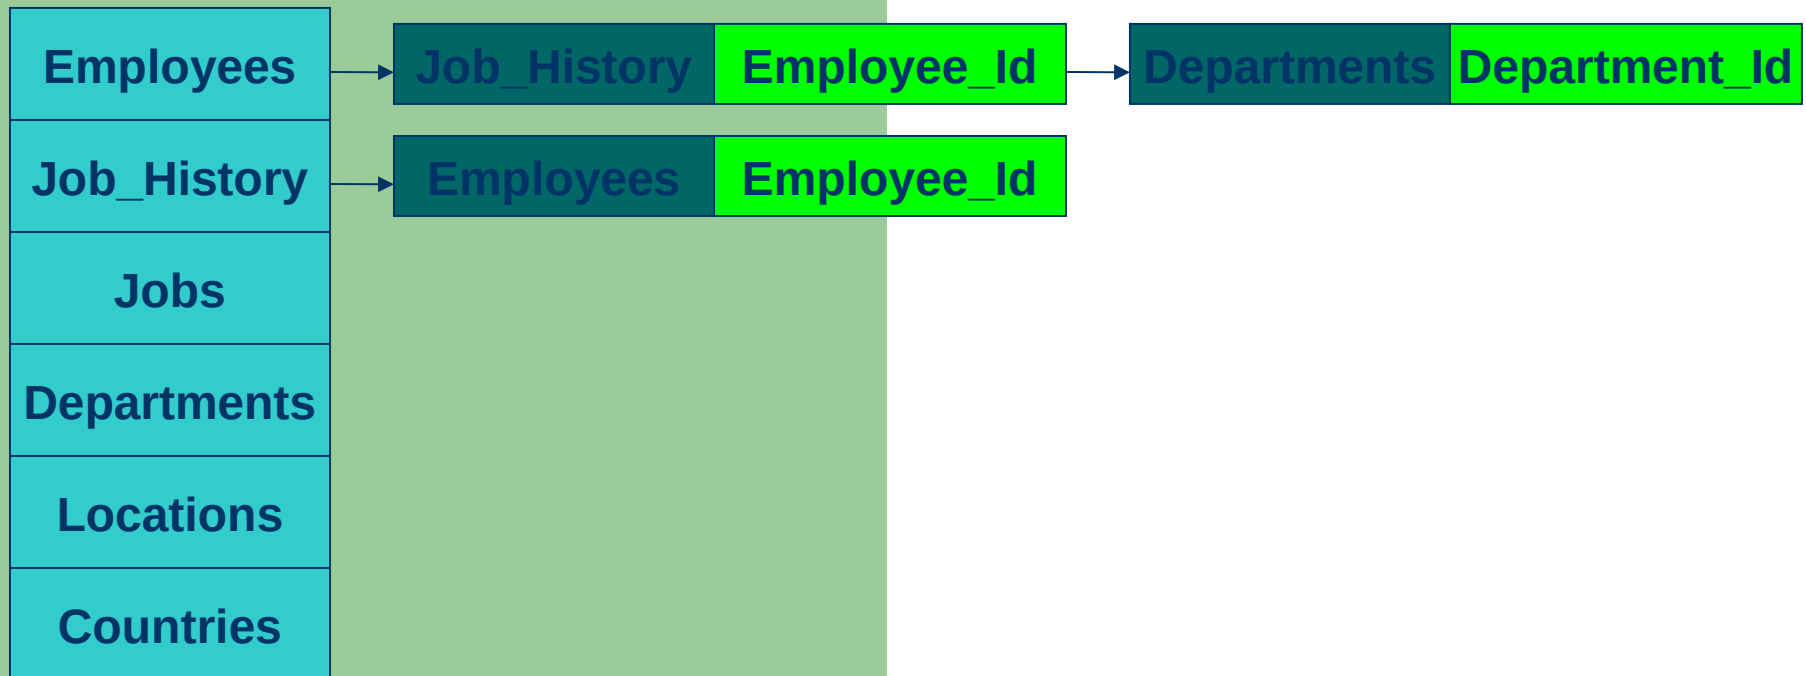 Employees Job_History Employee_Id Departments Department_Id
Job_History Employees Employee_Id
Jobs
Departments
Locations
Countries